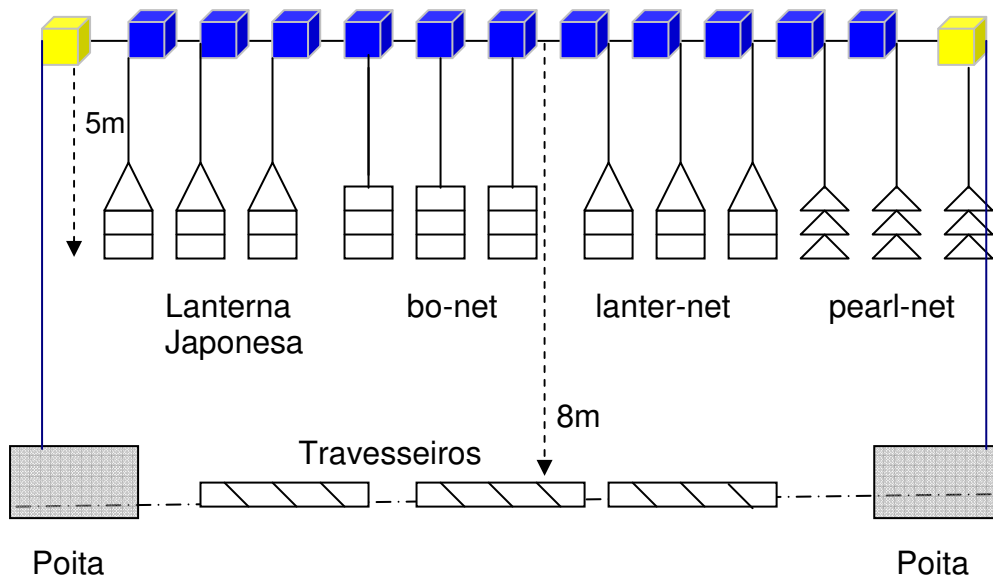 5m
Lanterna
Japonesa
bo-net
lanter-net
pearl-net
8m
Travesseiros
Poita
Poita